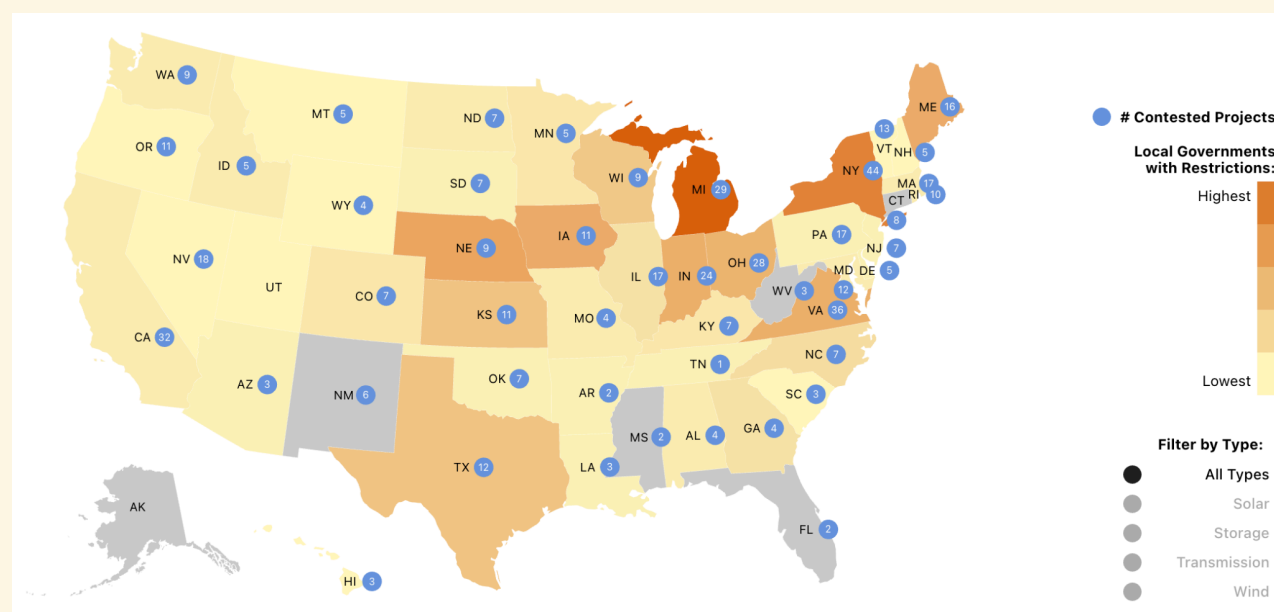 WA 9
MT 5
ND 7
MN 5
ME 16
# Contested Projects
OR 11
ID 5
WI 9
MI 29
13
VT NH 5
NY 44
Local Governments
with Restrictions:
SD 7
MA 17
WY 4
CT RI 10
8
Highest
NE 9
IA 11
PA 17
NJ 7
NV 18
UT
IL 17
IN 24
OH 28
MD DE 5
CO 7
WV 3
12
KS 11
MO 4
KY 7
VA 36
CA 32
NC 7
AZ 3
NM 6
OK 7
AR 2
TN 1
SC 3
Lowest
MS 2
AL 4
GA 4
TX 12
LA 3
Filter by Type:
All Types
Solar
Storage
Transmission
Wind
AK
FL 2
HI 3